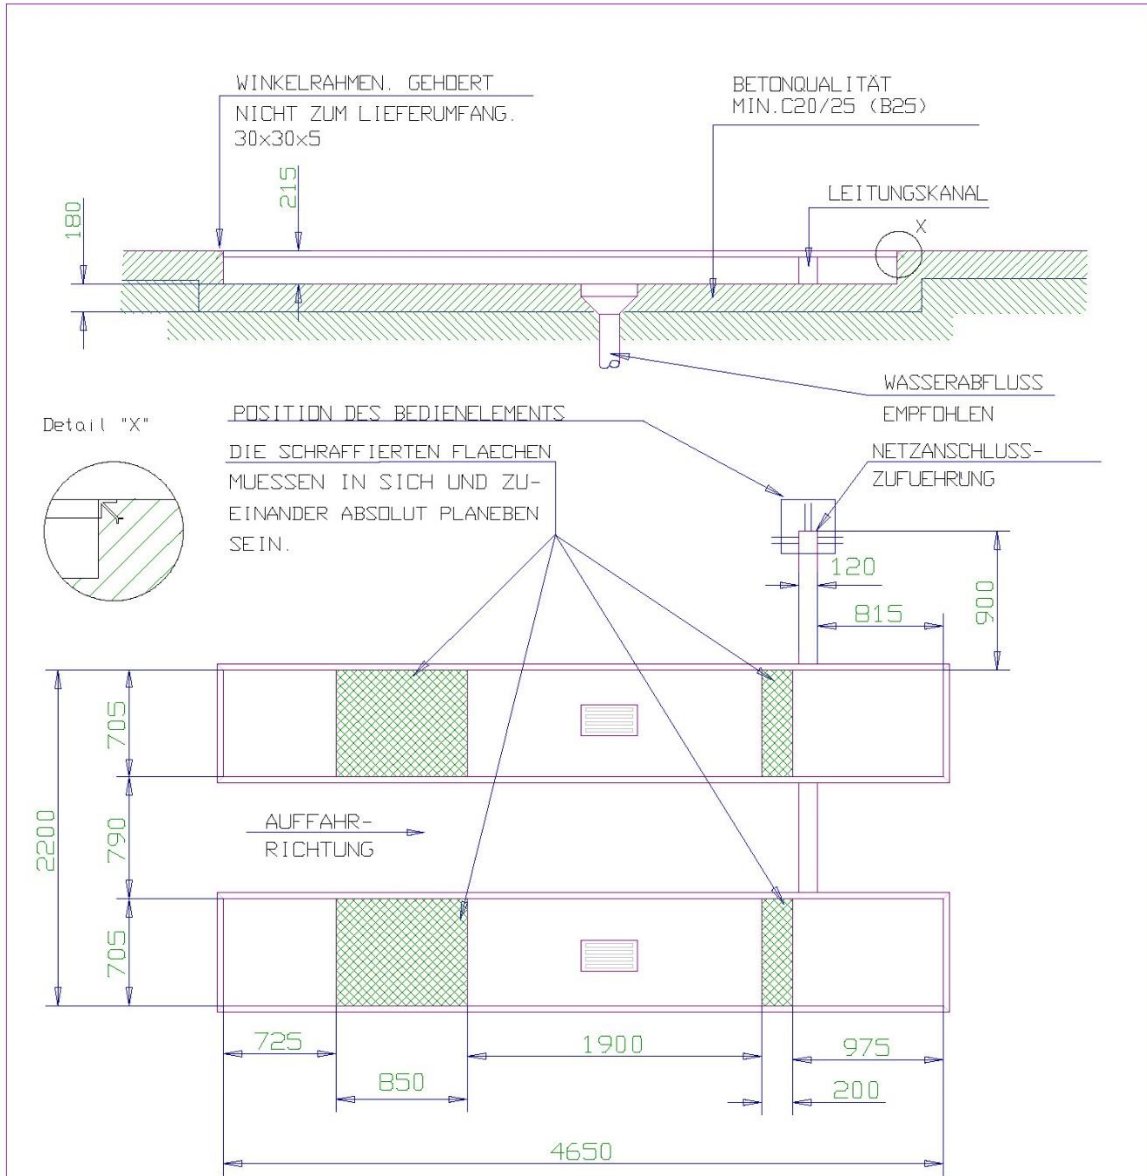 WINKELRAHMEN. GEHOERT
NICHT ZUM LIEFERUMFANG.
30x30x5
BETONQUALITÄT
MIN.C20/25 (B25)
215
180
LEITUNGSKANAL
X
WASSERABFLUSS
EMPFOHLEN
Detail "X"
POSITION DES BEDIENELEMENTS
DIE SCHRAFFIERTEN FLAECHEN
MUESSEN IN SICH UND ZU-
EINANDER ABSOLUT PLANEBEN
SEIN.
NETZANSCHLUSS-
ZUFUEHRUNG
120
815
900
705
2200
790
705
AUFFAHR-
RICHTUNG
725
1900
975
850
200
4650